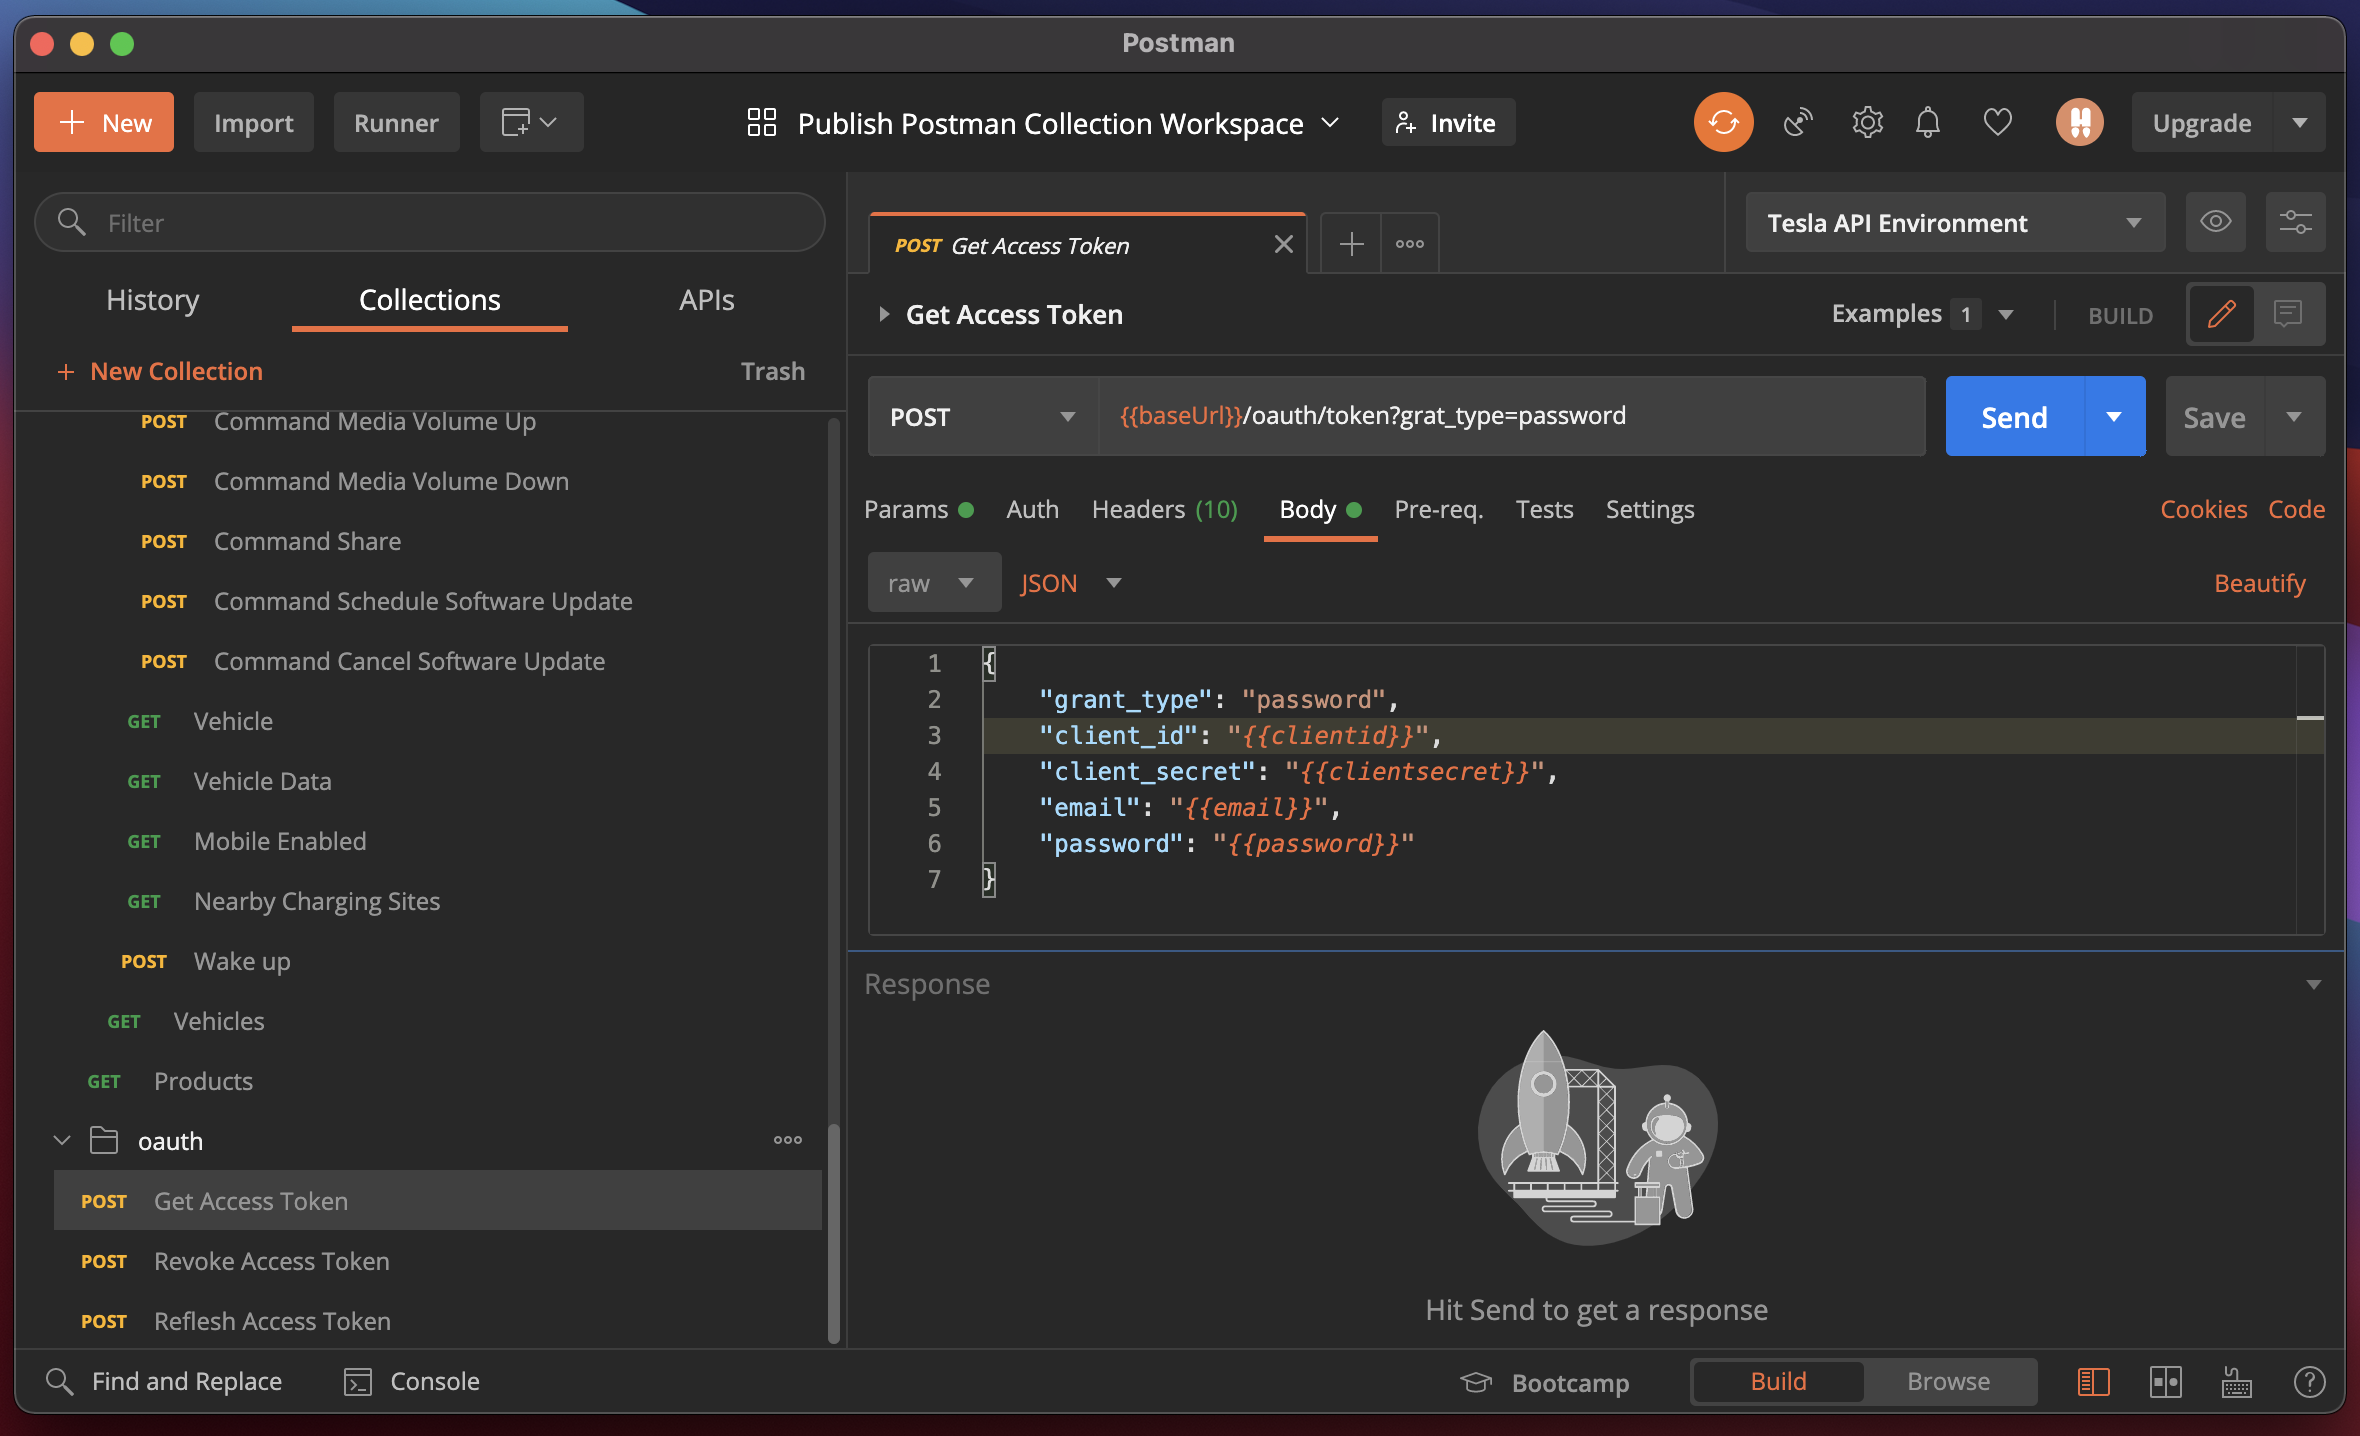 Postman
New
Import
Runner
Publish Postman Collection Workspace
Invite
Upgrade
Filter
History
Collections
APIs
+ New Collection
Trash
POST Command Media Volume Up
POST Command Media Volume Down
POST Command Share
POST Command Schedule Software Update
POST Command Cancel Software Update
GET Vehicle
GET Vehicle Data
GET Mobile Enabled
GET Nearby Charging Sites
POST Wake up
GET Vehicles
GET Products
oauth
POST Get Access Token
POST Revoke Access Token
POST Reflesh Access Token
POST Get Access Token
Tesla API Environment
Get Access Token
Examples 1
BUILD
POST
{{baseUrl}}/oauth/token?grat_type=password
Send
Save
Params
Auth
Headers (10)
Body
Pre-req.
Tests
Settings
Cookies
Code
raw
JSON
Beautify
1 {
2 "grant_type": "password",
3 "client_id": "{{clientid}}",
4 "client_secret": "{{clientsecret}}",
5 "email": "{{email}}",
6 "password": "{{password}}"
7 }
Response
Hit Send to get a response
Find and Replace
Console
Bootcamp
Build
Browse